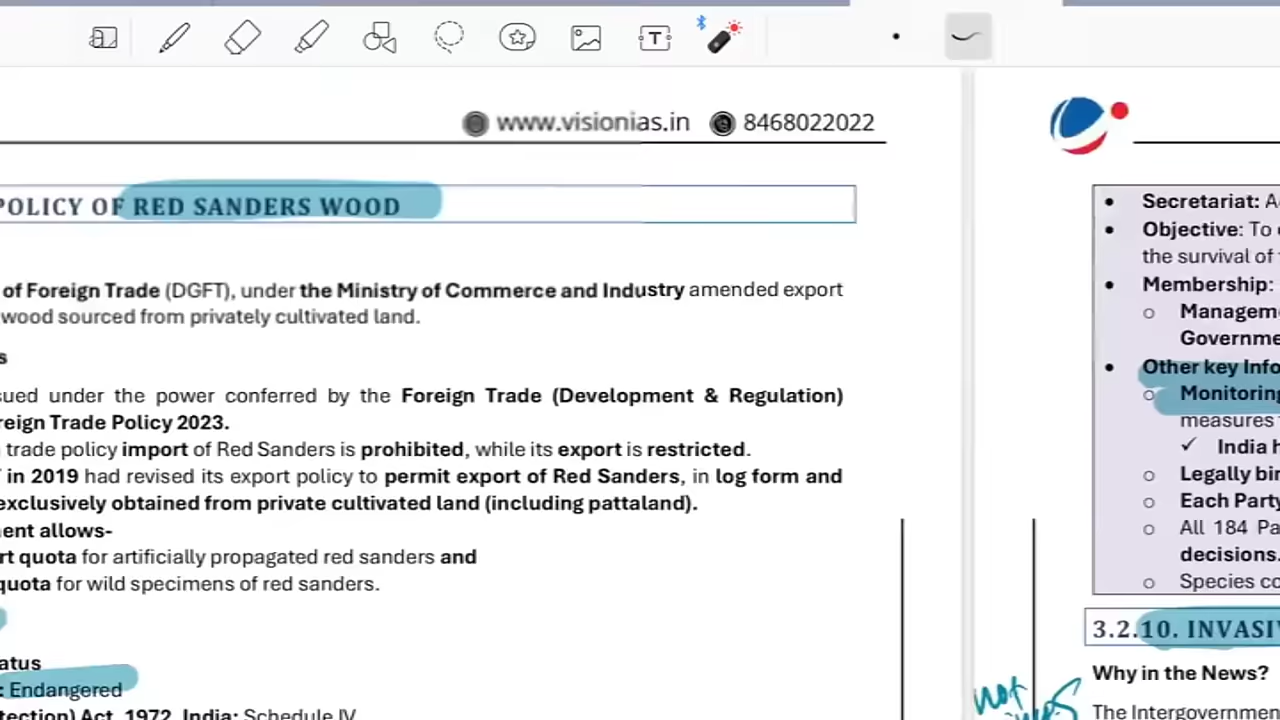 www.visionias.in 8468022022
POLICY OF RED SANDERS WOOD
of Foreign Trade (DGFT), under the Ministry of Commerce and Industry amended export
wood sourced from privately cultivated land.
s
sued under the power conferred by the Foreign Trade (Development & Regulation)
reign Trade Policy 2023.
trade policy import of Red Sanders is prohibited, while its export is restricted.
in 2019 had revised its export policy to permit export of Red Sanders, in log form and
exclusively obtained from private cultivated land (including pattaland).
ent allows-
rt quota for artificially propagated red sanders and
quota for wild specimens of red sanders.
atus
: Endangered
tection) Act, 1972, India: Schedule IV
• Secretariat: A
• Objective: To
the survival of
• Membership:
○ Managem
Governme
• Other key Info
○ Monitoring
measures
✓ India h
○ Legally bin
○ Each Party
○ All 184 Pa
decisions.
○ Species co
3.2.10. INVASI
Why in the News?
not
The Intergovernmen